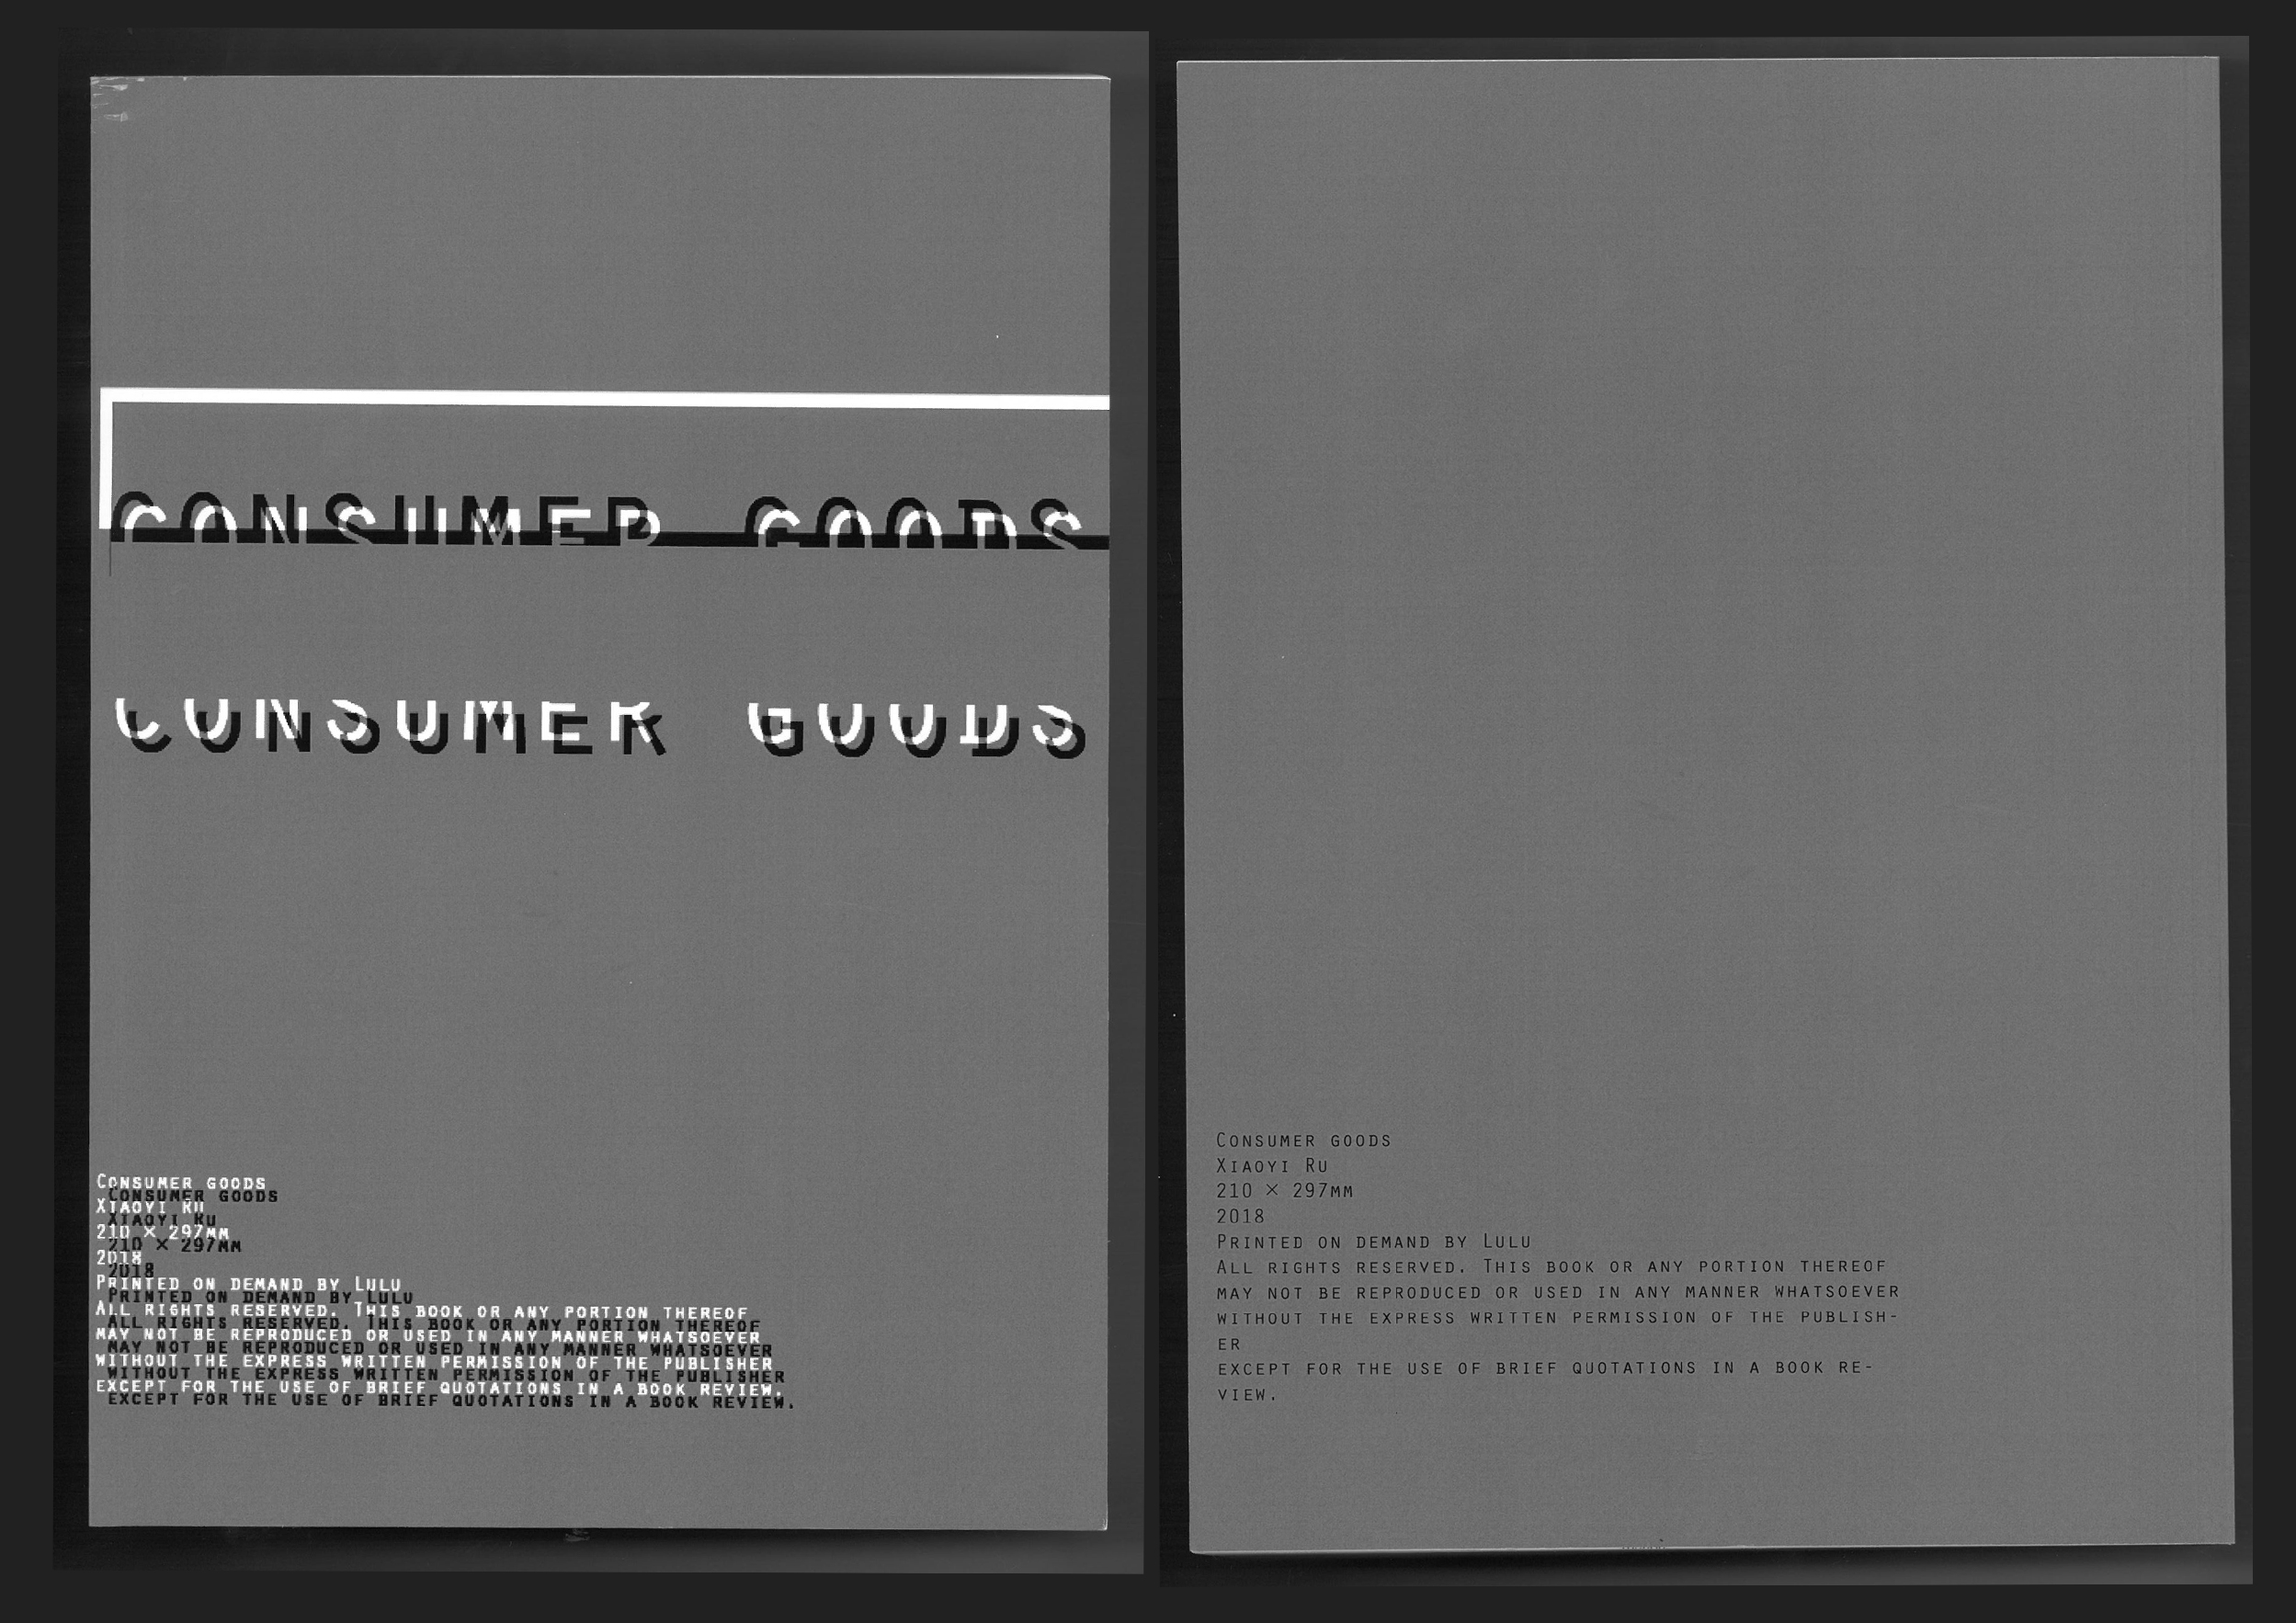 CONSUMER GOODS
CONSUMER GOODS
CONSUMER GOODS
CONSUMER GOODS
XIAOYI RU
XIAOYI RU
210 × 297MM
210 × 297MM
2018
2018
PRINTED ON DEMAND BY LULU
PRINTED ON DEMAND BY LULU
ALL RIGHTS RESERVED. THIS BOOK OR ANY PORTION THEREOF
ALL RIGHTS RESERVED. THIS BOOK OR ANY PORTION THEREOF
MAY NOT BE REPRODUCED OR USED IN ANY MANNER WHATSOEVER
MAY NOT BE REPRODUCED OR USED IN ANY MANNER WHATSOEVER
WITHOUT THE EXPRESS WRITTEN PERMISSION OF THE PUBLISHER
WITHOUT THE EXPRESS WRITTEN PERMISSION OF THE PUBLISHER
EXCEPT FOR THE USE OF BRIEF QUOTATIONS IN A BOOK REVIEW.
EXCEPT FOR THE USE OF BRIEF QUOTATIONS IN A BOOK REVIEW.
CONSUMER GOODS
XIAOYI RU
210 × 297MM
2018
PRINTED ON DEMAND BY LULU
ALL RIGHTS RESERVED. THIS BOOK OR ANY PORTION THEREOF
MAY NOT BE REPRODUCED OR USED IN ANY MANNER WHATSOEVER
WITHOUT THE EXPRESS WRITTEN PERMISSION OF THE PUBLISH-
ER
EXCEPT FOR THE USE OF BRIEF QUOTATIONS IN A BOOK RE-
VIEW.